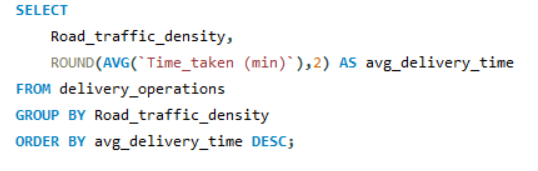 SELECT
Road_traffic_density,
ROUND(AVG(`Time_taken (min)`),2) AS avg_delivery_time
FROM delivery_operations
GROUP BY Road_traffic_density
ORDER BY avg_delivery_time DESC;